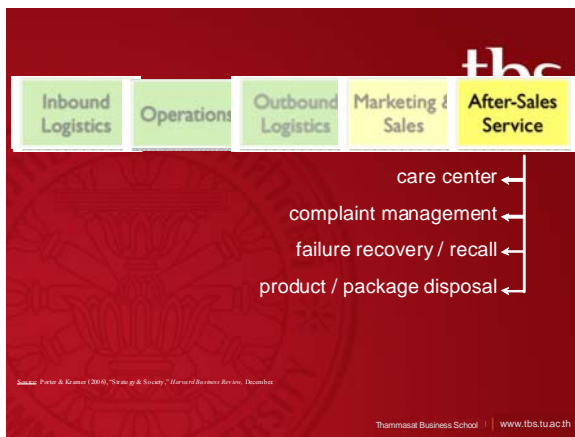 tbs
Inbound
Logistics
Operations
Outbound
Logistics
Marketing &
Sales
After-Sales
Service
care center
complaint management
failure recovery / recall
product / package disposal
Source: Porter & Kramer (2006), "Strategy & Society," Harvard Business Review, December.
Thammasat Business School | www.tbs.tu.ac.th